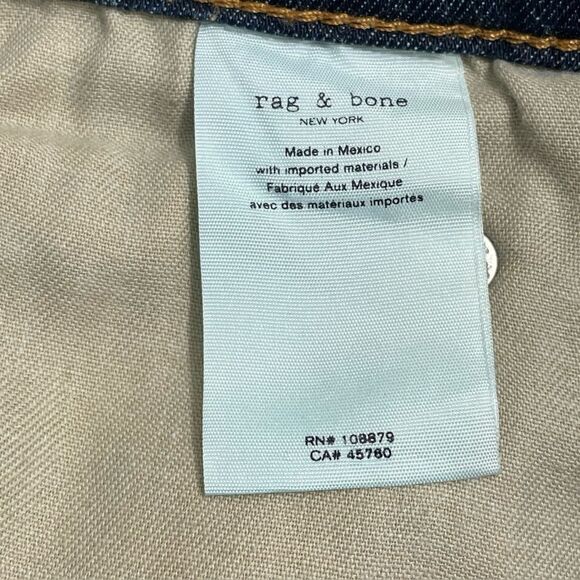 rag & bone
NEW YORK
Made in Mexico
with imported materials /
Fabriqué Aux Mexique
avec des matériaux importés
RN# 108879
CA# 45760